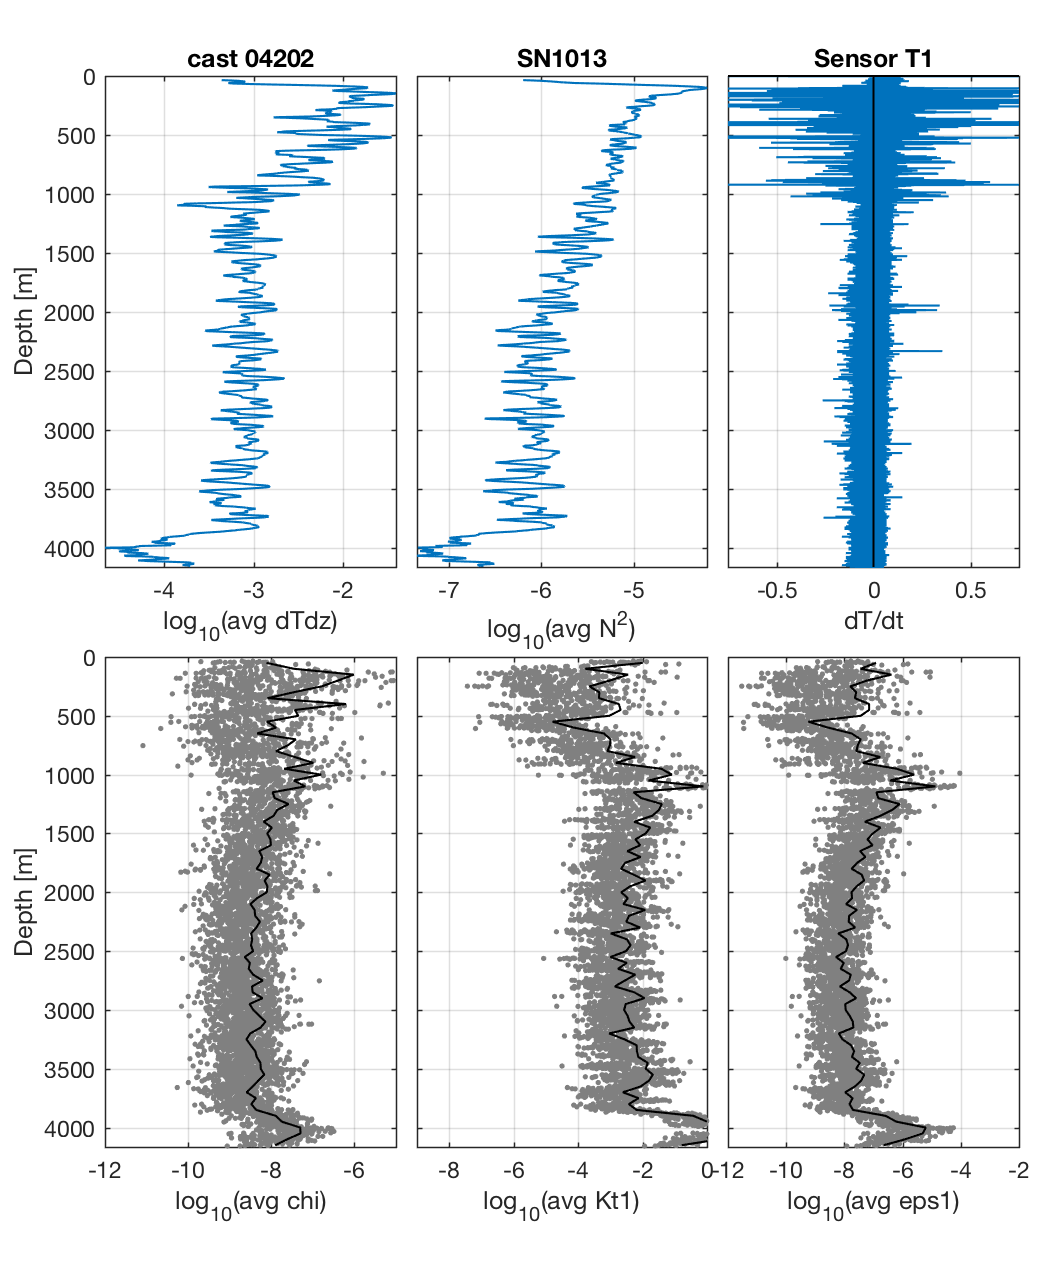 cast 04202
SN1013
Sensor T1
0
500
1000
1500
2000
2500
3000
3500
4000
Depth [m]
-4 -3 -2
-7 -6 -5
-0.5 0 0.5
log10(avg dTdz)
log10(avg N2)
dT/dt
0
500
1000
1500
2000
2500
3000
3500
4000
Depth [m]
-12 -10 -8 -6
-8 -6 -4 -2 0
-12 -10 -8 -6 -4 -2
log10(avg chi)
log10(avg Kt1)
log10(avg eps1)